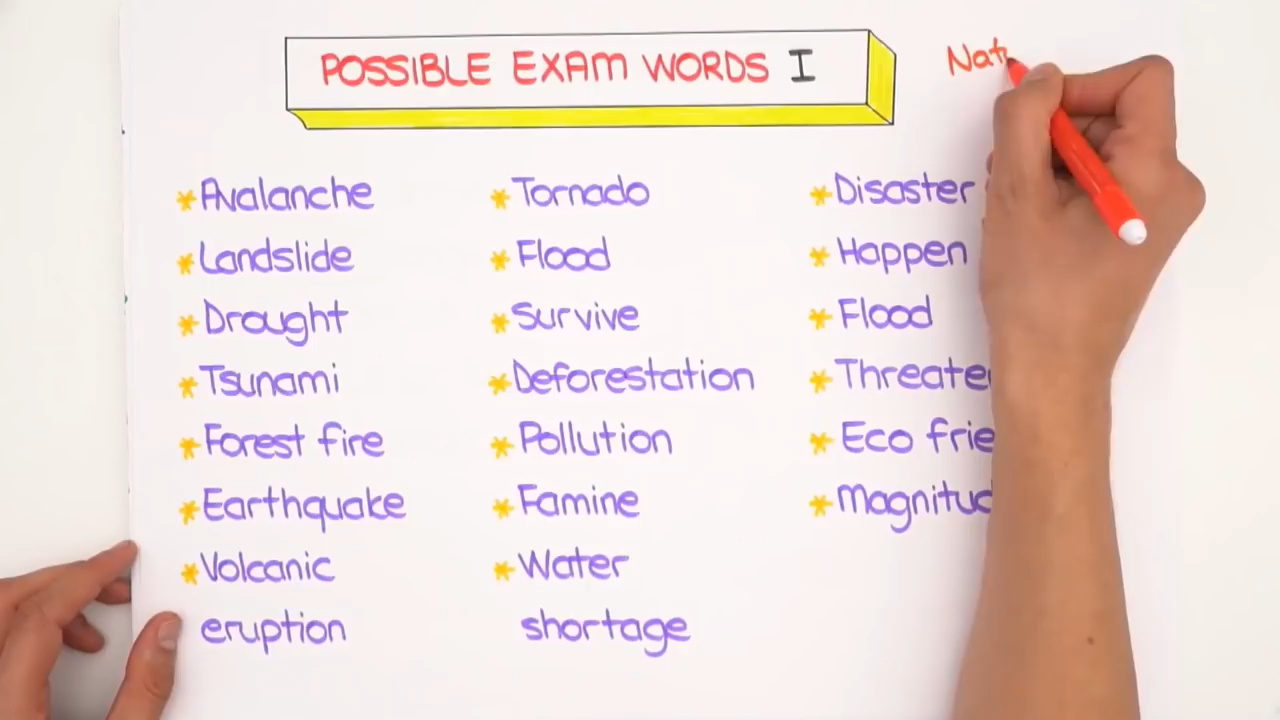 POSSIBLE EXAM WORDS I
* Avalanche
* Landslide
* Drought
* Tsunami
* Forest fire
* Earthquake
* Volcanic
eruption
* Tornado
* Flood
* Survive
* Deforestation
* Pollution
* Famine
* Water
shortage
* Disaster
* Happen
* Flood
* Eco